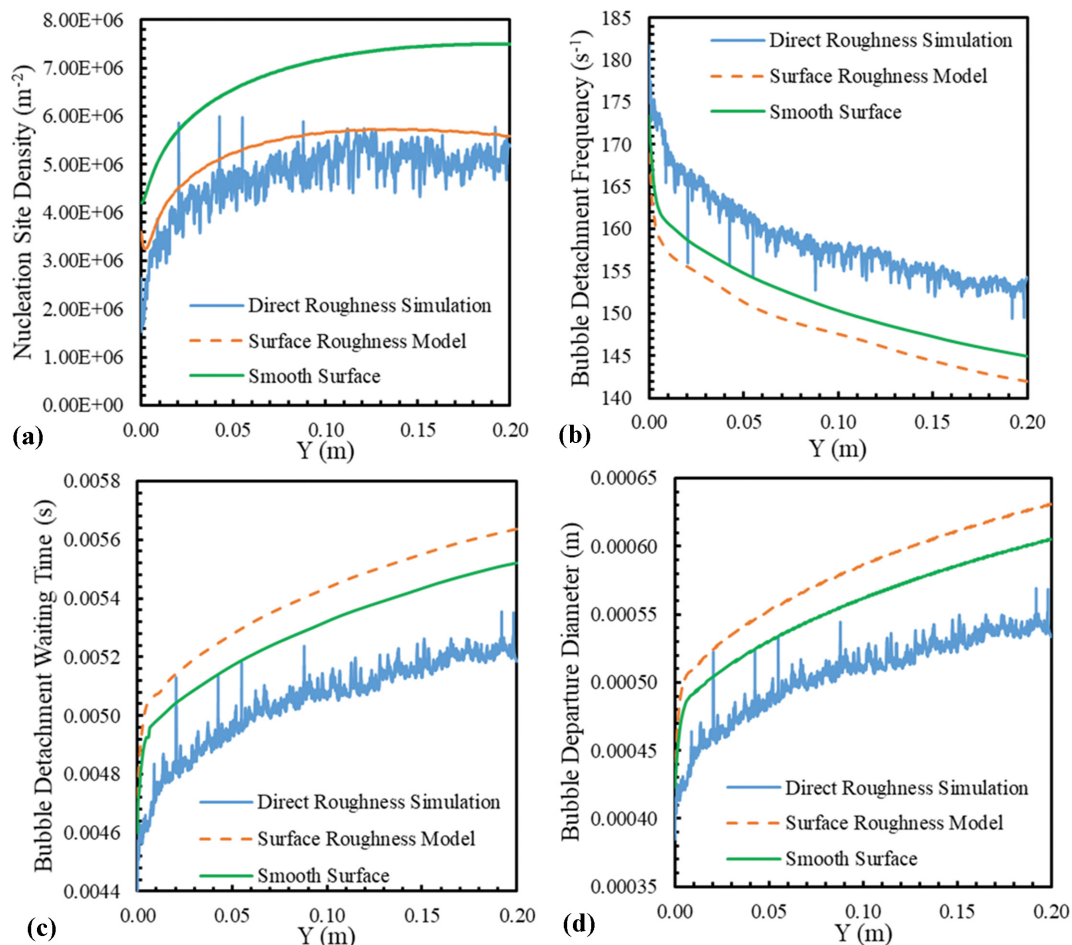 (a)
Nucleation Site Density (m⁻²)
8.00E+06
7.00E+06
6.00E+06
5.00E+06
4.00E+06
3.00E+06
2.00E+06
1.00E+06
0.00E+00
Direct Roughness Simulation
Surface Roughness Model
Smooth Surface
0.00 0.05 0.10 0.15 0.20
Y (m)
(b)
Bubble Detachment Frequency (s⁻¹)
185
180
175
170
165
160
155
150
145
140
Direct Roughness Simulation
Surface Roughness Model
Smooth Surface
0.00 0.05 0.10 0.15 0.20
Y (m)
(c)
Bubble Detachment Waiting Time (s)
0.0058
0.0056
0.0054
0.0052
0.0050
0.0048
0.0046
0.0044
Direct Roughness Simulation
Surface Roughness Model
Smooth Surface
0.00 0.05 0.10 0.15 0.20
Y (m)
(d)
Bubble Departure Diameter (m)
0.00065
0.00060
0.00055
0.00050
0.00045
0.00040
0.00035
Direct Roughness Simulation
Surface Roughness Model
Smooth Surface
0.00 0.05 0.10 0.15 0.20
Y (m)